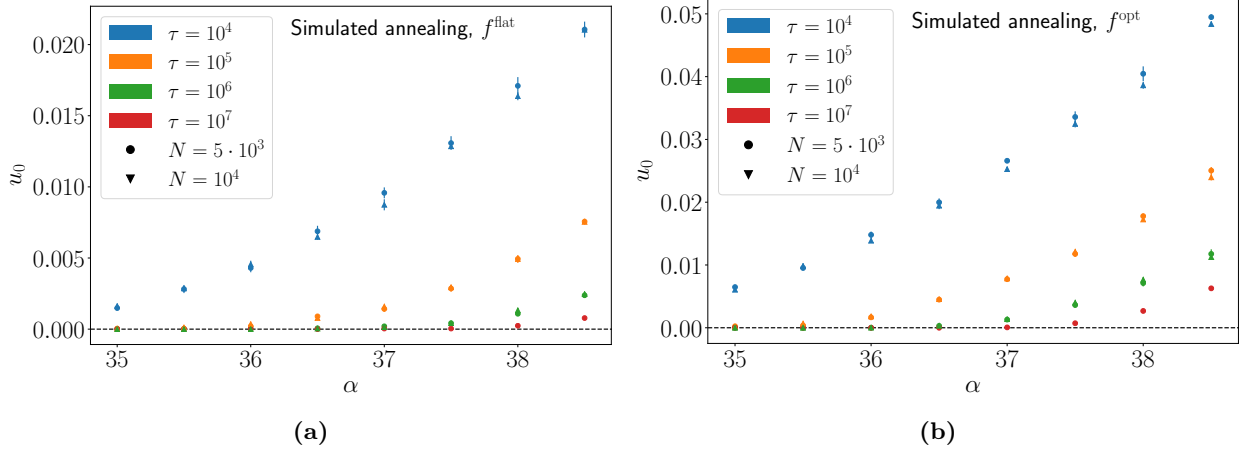 Simulated annealing, f^flat
τ = 10^4
τ = 10^5
τ = 10^6
τ = 10^7
N = 5 · 10^3
N = 10^4
u_0
0.020
0.015
0.010
0.005
0.000
35
36
37
38
α
(a)
Simulated annealing, f^opt
τ = 10^4
τ = 10^5
τ = 10^6
τ = 10^7
N = 5 · 10^3
N = 10^4
u_0
0.05
0.04
0.03
0.02
0.01
0.00
35
36
37
38
α
(b)